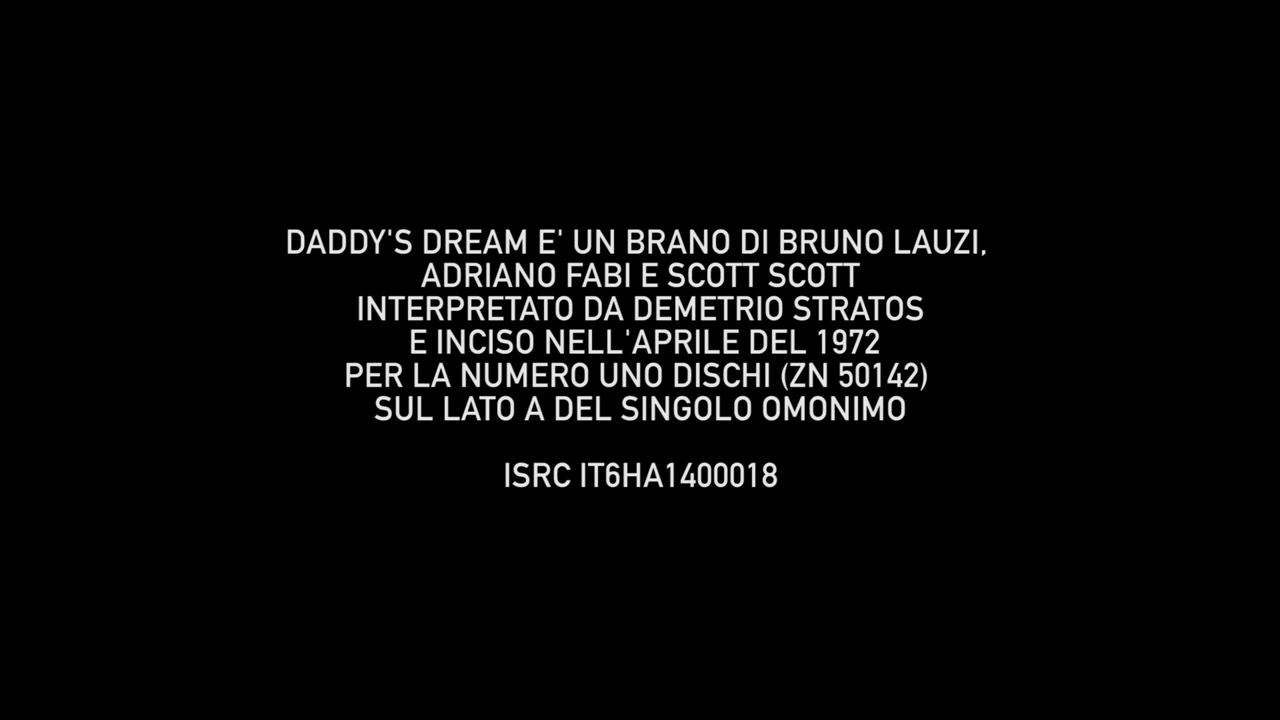 DADDY'S DREAM E' UN BRANO DI BRUNO LAUZI,
ADRIANO FABI E SCOTT SCOTT
INTERPRETATO DA DEMETRIO STRATOS
E INCISO NELL'APRILE DEL 1972
PER LA NUMERO UNO DISCHI (ZN 50142)
SUL LATO A DEL SINGOLO OMONIMO
ISRC IT6HA1400018